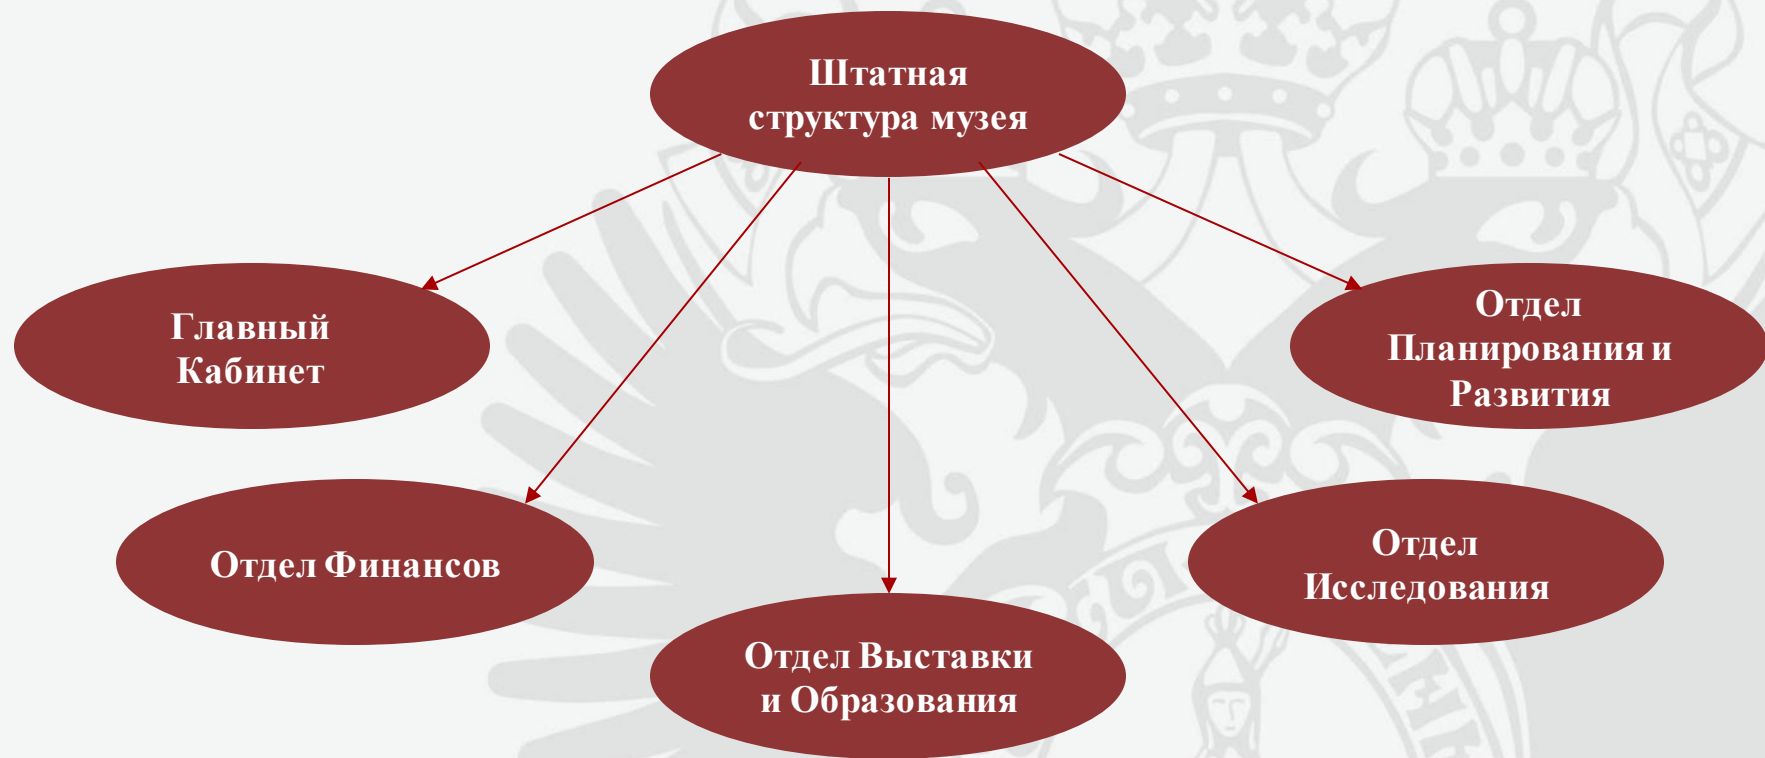 Штатная
структура музея
Главный
Кабинет
Отдел
Планирования и
Развития
Отдел Финансов
Отдел
Исследования
Отдел Выставки
и Образования